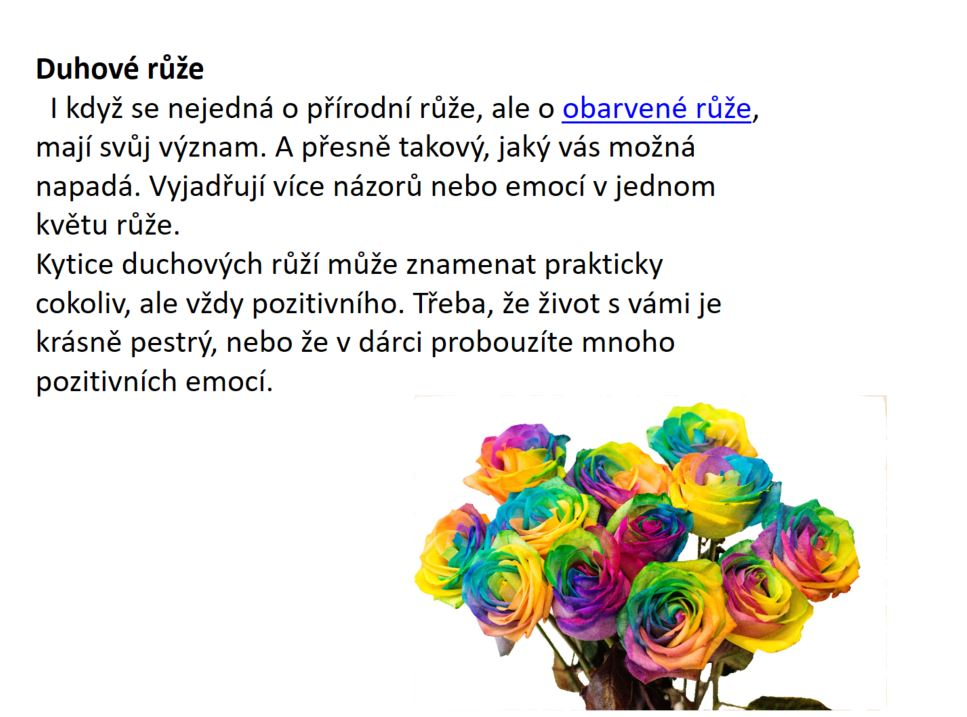 Duhové růže
I když se nejedná o přírodní růže, ale o obarvené růže,
mají svůj význam. A přesně takový, jaký vás možná
napadá. Vyjadřují více názorů nebo emocí v jednom
květu růže.
Kytice duchových růží může znamenat prakticky
cokoliv, ale vždy pozitivního. Třeba, že život s vámi je
krásně pestrý, nebo že v dárci probouzíte mnoho
pozitivních emocí.